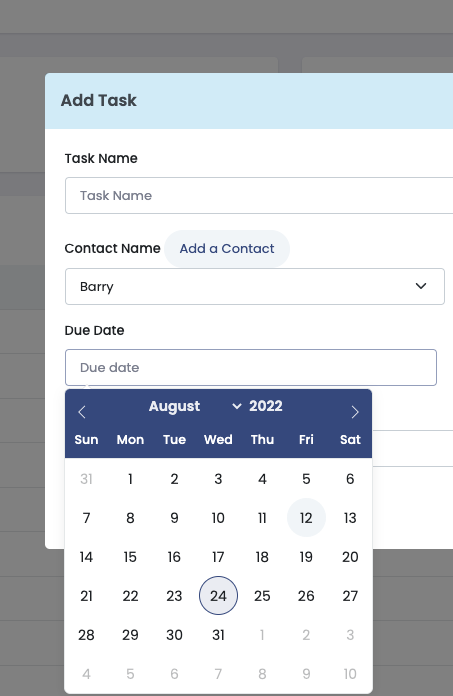 Add Task
Task Name
Task Name
Contact Name Add a Contact
Barry
Due Date
Due date
August 2022
Sun Mon Tue Wed Thu Fri Sat
31 1 2 3 4 5 6
7 8 9 10 11 12 13
14 15 16 17 18 19 20
21 22 23 24 25 26 27
28 29 30 31 1 2 3
4 5 6 7 8 9 10